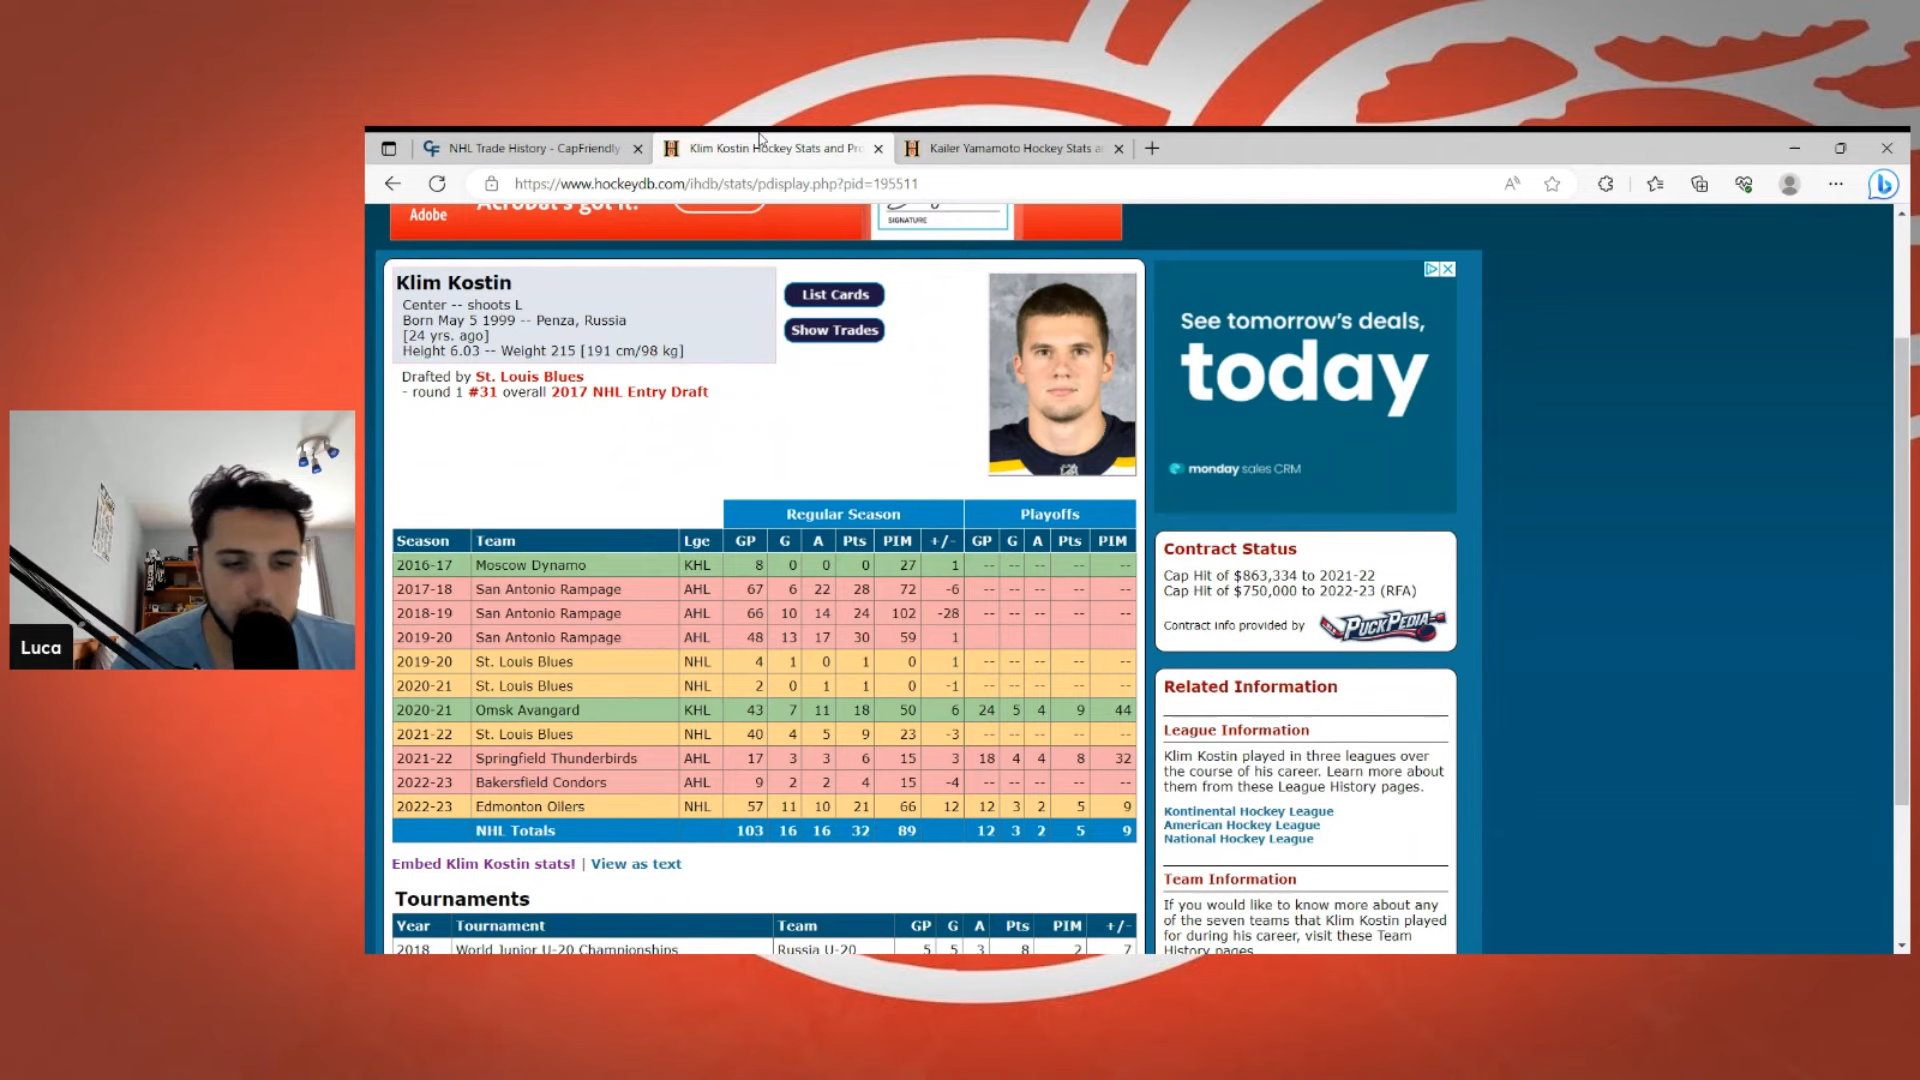 NHL Trade History - CapFriendly
Klim Kostin Hockey Stats and Pro
Kailer Yamamoto Hockey Stats a
https://www.hockeydb.com/ihdb/stats/pdisplay.php?pid=195511
Adobe
SIGNATURE
Klim Kostin
Center -- shoots L
Born May 5 1999 -- Penza, Russia
[24 yrs. ago]
Height 6.03 -- Weight 215 [191 cm/98 kg]
List Cards
Show Trades
Drafted by St. Louis Blues
- round 1 #31 overall 2017 NHL Entry Draft
See tomorrow's deals,
today
monday sales CRM
Regular Season Playoffs
Season Team Lge GP G A Pts PIM +/- GP G A Pts PIM
2016-17 Moscow Dynamo KHL 8 0 0 0 27 1 -- -- -- -- --
2017-18 San Antonio Rampage AHL 67 6 22 28 72 -6 -- -- -- -- --
2018-19 San Antonio Rampage AHL 66 10 14 24 102 -28 -- -- -- -- --
2019-20 San Antonio Rampage AHL 48 13 17 30 59 1
2019-20 St. Louis Blues NHL 4 1 0 1 0 1 -- -- -- -- --
2020-21 St. Louis Blues NHL 2 0 1 1 0 -1 -- -- -- -- --
2020-21 Omsk Avangard KHL 43 7 11 18 50 6 24 5 4 9 44
2021-22 St. Louis Blues NHL 40 4 5 9 23 -3 -- -- -- -- --
2021-22 Springfield Thunderbirds AHL 17 3 3 6 15 3 18 4 4 8 32
2022-23 Bakersfield Condors AHL 9 2 2 4 15 -4 -- -- -- -- --
2022-23 Edmonton Oilers NHL 57 11 10 21 66 12 12 3 2 5 9
NHL Totals 103 16 16 32 89 12 3 2 5 9
Embed Klim Kostin stats! | View as text
Tournaments
Year Tournament Team GP G A Pts PIM +/-
2018 World Junior U-20 Championships Russia U-20 5 5 3 8 2 7
Contract Status
Cap Hit of $863,334 to 2021-22
Cap Hit of $750,000 to 2022-23 (RFA)
Contract info provided by PUCKPEDIA
Related Information
League Information
Klim Kostin played in three leagues over
the course of his career. Learn more about
them from these League History pages.
Kontinental Hockey League
American Hockey League
National Hockey League
Team Information
If you would like to know more about any
of the seven teams that Klim Kostin played
for during his career, visit these Team
History pages.
Luca